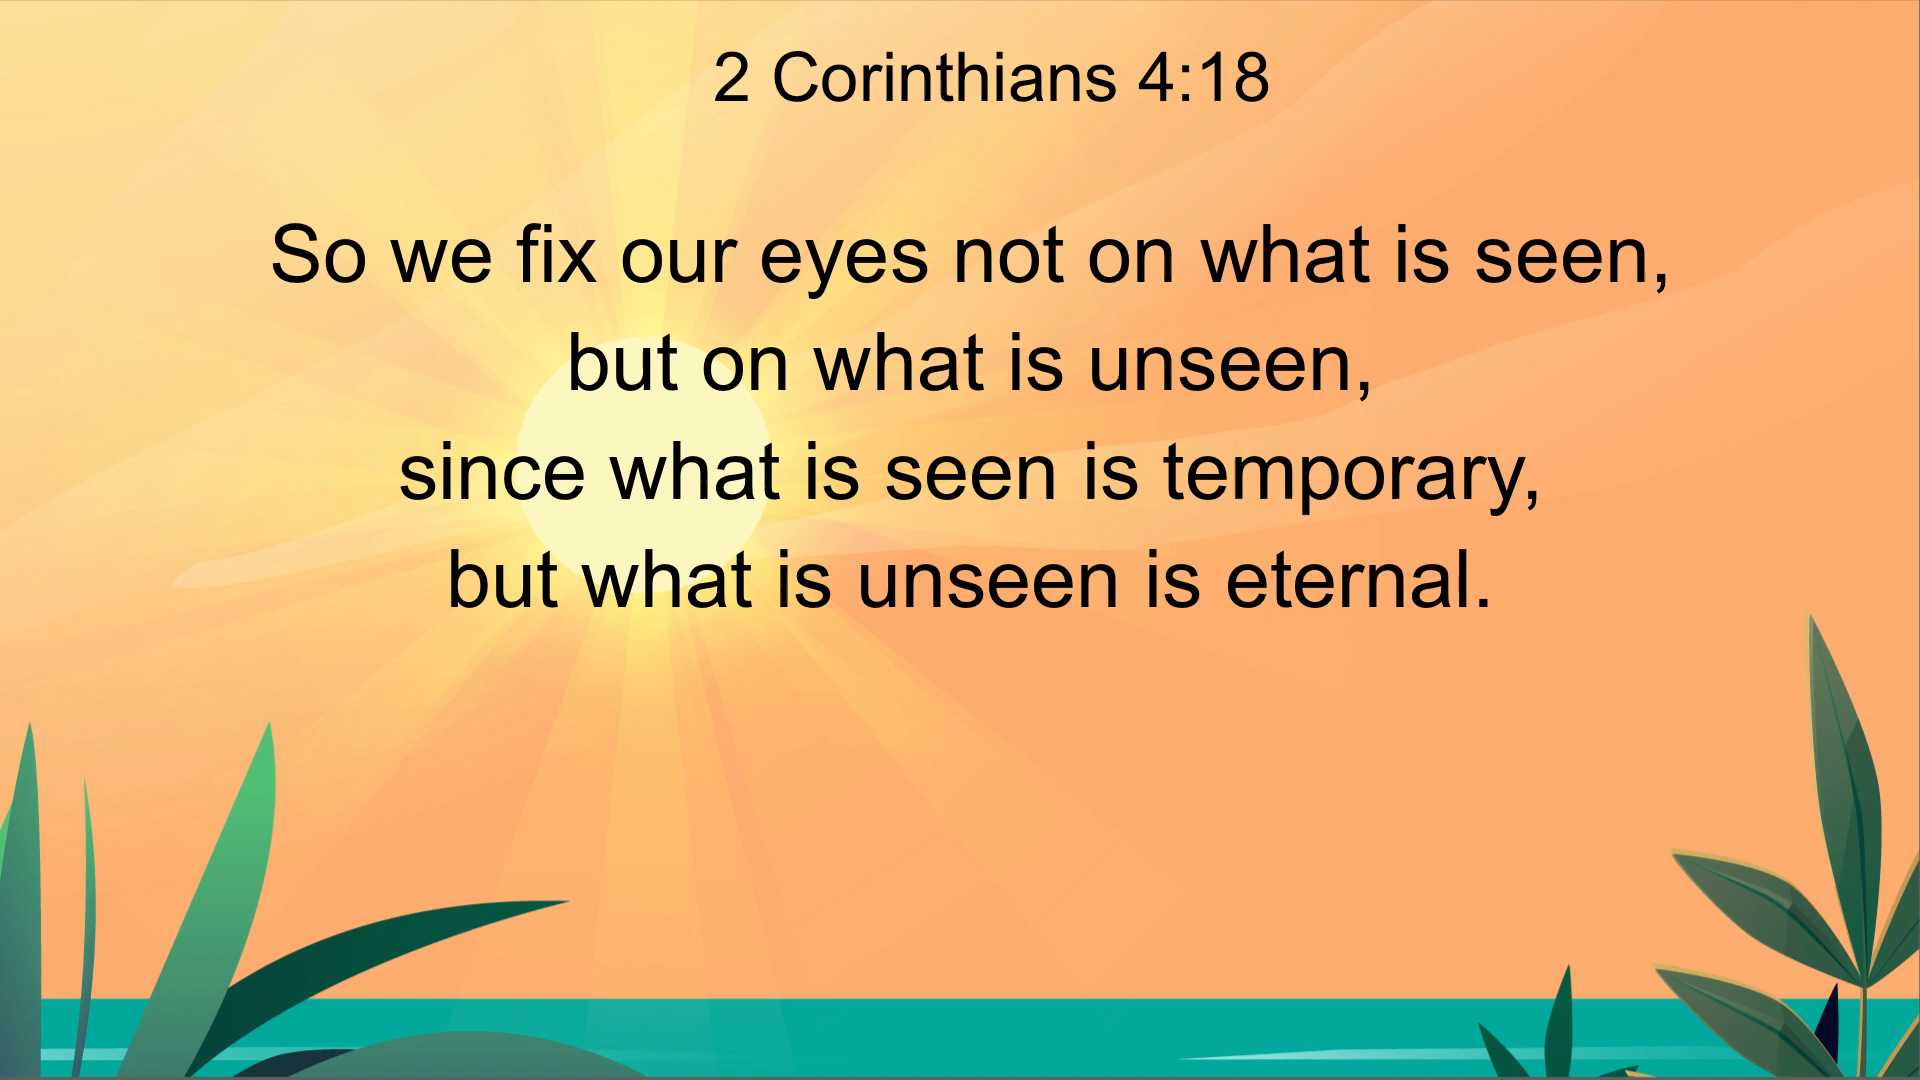 2 Corinthians 4:18
So we fix our eyes not on what is seen,
but on what is unseen,
since what is seen is temporary,
but what is unseen is eternal.